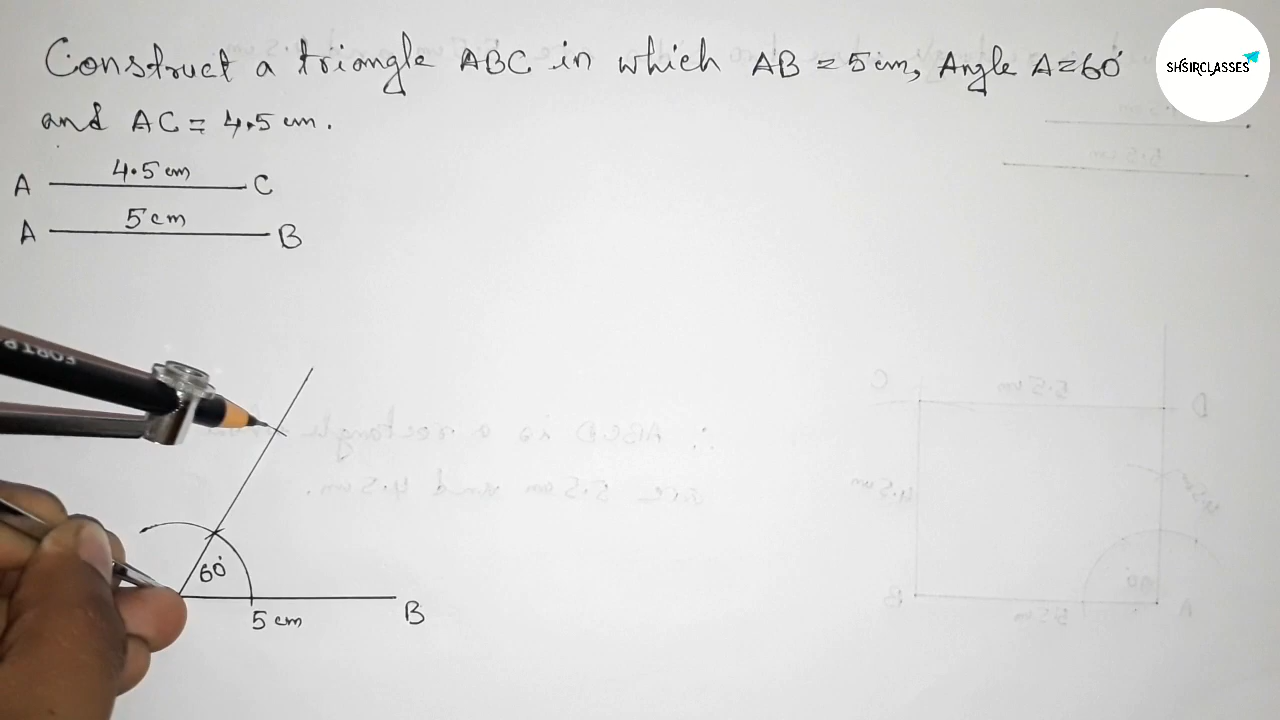 Construct a triangle ABC in which AB = 5 cm, Angle A = 60°
and AC = 4.5 cm.
SHSIRCLASSES
A 4.5 cm C
A 5 cm B
60°
5 cm B